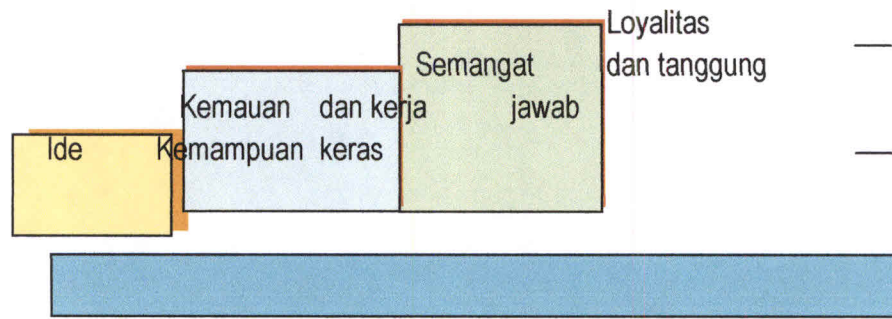 Loyalitas
Semangat dan tanggung
Kemauan dan kerja jawab
Ide Kemampuan keras